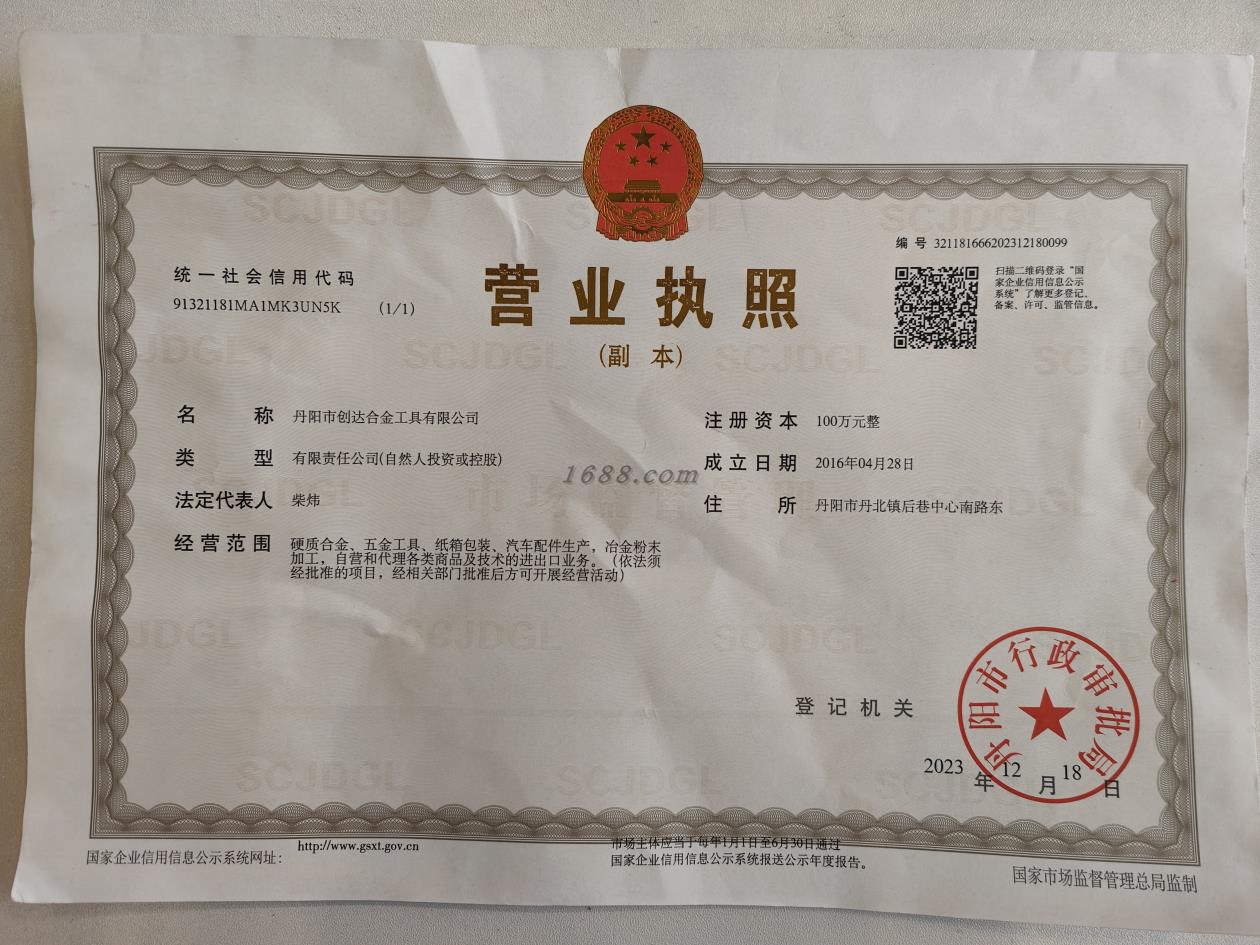 编号 321181666202312180099
统一社会信用代码
91321181MA1MK3UN5K (1/1)
营业执照
(副本)
扫描二维码登录“国
家企业信用信息公示
系统”了解更多登记、
备案、许可、监管信息。
名称 丹阳市创达合金工具有限公司
类型 有限责任公司(自然人投资或控股)
法定代表人 柴炜
经营范围 硬质合金、五金工具、纸箱包装、汽车配件生产，冶金粉末
加工，自营和代理各类商品及技术的进出口业务。（依法须
经批准的项目，经相关部门批准后方可开展经营活动）
注册资本 100万元整
成立日期 2016年04月28日
住所 丹阳市丹北镇后巷中心南路东
1688.com
登记机关
丹阳市行政审批局
2023年12月18日
国家企业信用信息公示系统网址: http://www.gsxt.gov.cn
市场主体应当于每年1月1日至6月30日通过
国家企业信用信息公示系统报送公示年度报告。
国家市场监督管理总局监制
SCJDGL